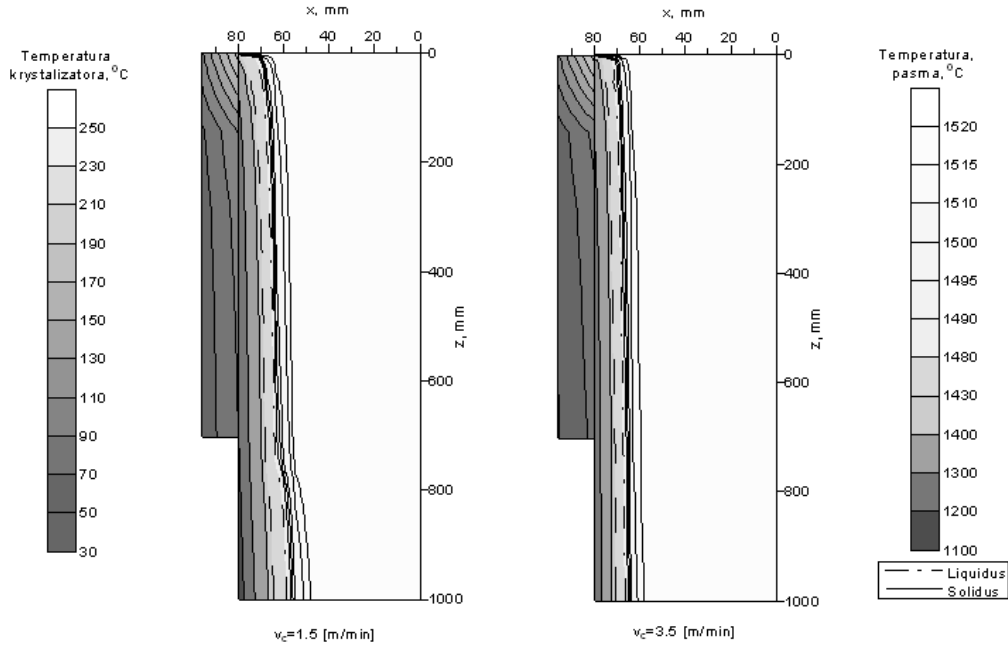 Temperatura
krystalizatora, °C
250
230
210
190
170
150
130
110
90
70
50
30
x, mm
80 60 40 20 0
0
200
400
600
800
1000
z, mm
v_c=1.5 [m/min]
x, mm
80 60 40 20 0
0
200
400
600
800
1000
z, mm
v_c=3.5 [m/min]
Temperatura,
pasma, °C
1520
1515
1510
1500
1495
1490
1480
1430
1400
1300
1200
1100
Liquidus
Solidus